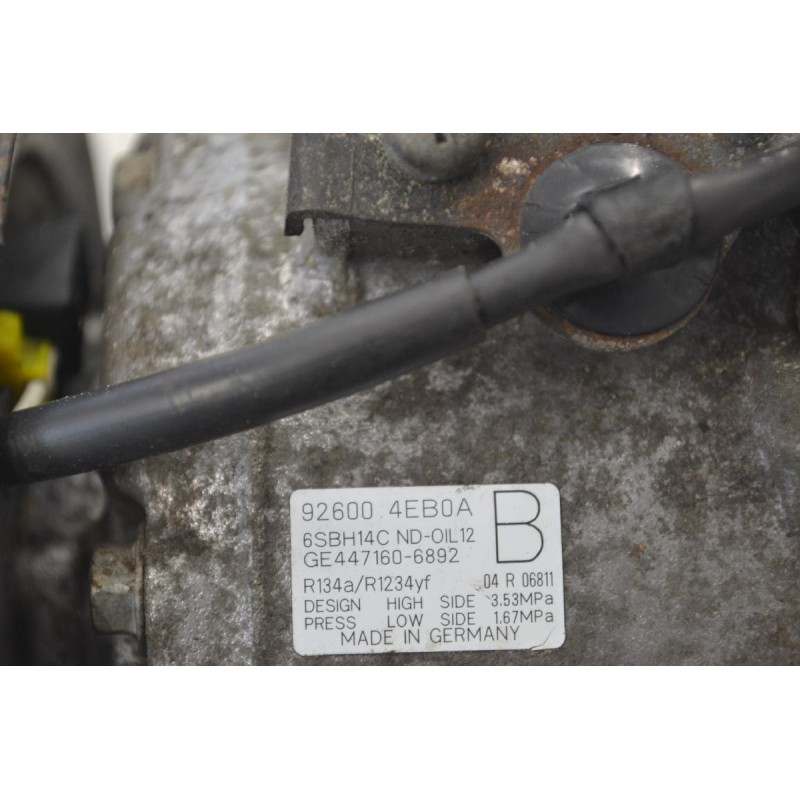 92600 4EB0A B
6SBH14C ND-OIL12
GE447160-6892
R134a/R1234yf 04 R 06811
DESIGN HIGH SIDE 3.53MPa
PRESS LOW SIDE 1.67MPa
MADE IN GERMANY